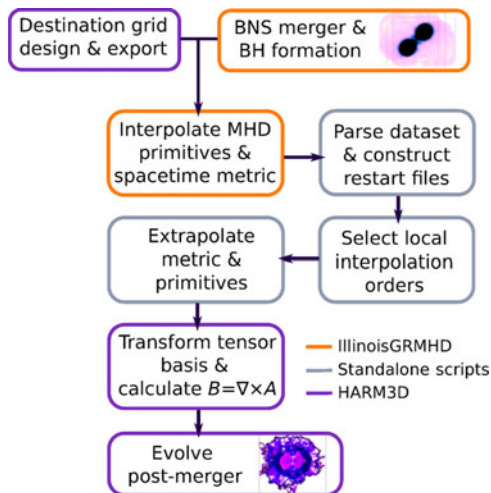 Destination grid
design & export
BNS merger &
BH formation
Interpolate MHD
primitives &
spacetime metric
Parse dataset
& construct
restart files
Extrapolate
metric &
primitives
Select local
interpolation
orders
Transform tensor
basis &
calculate B=∇×A
IllinoisGRMHD
Standalone scripts
HARM3D
Evolve
post-merger